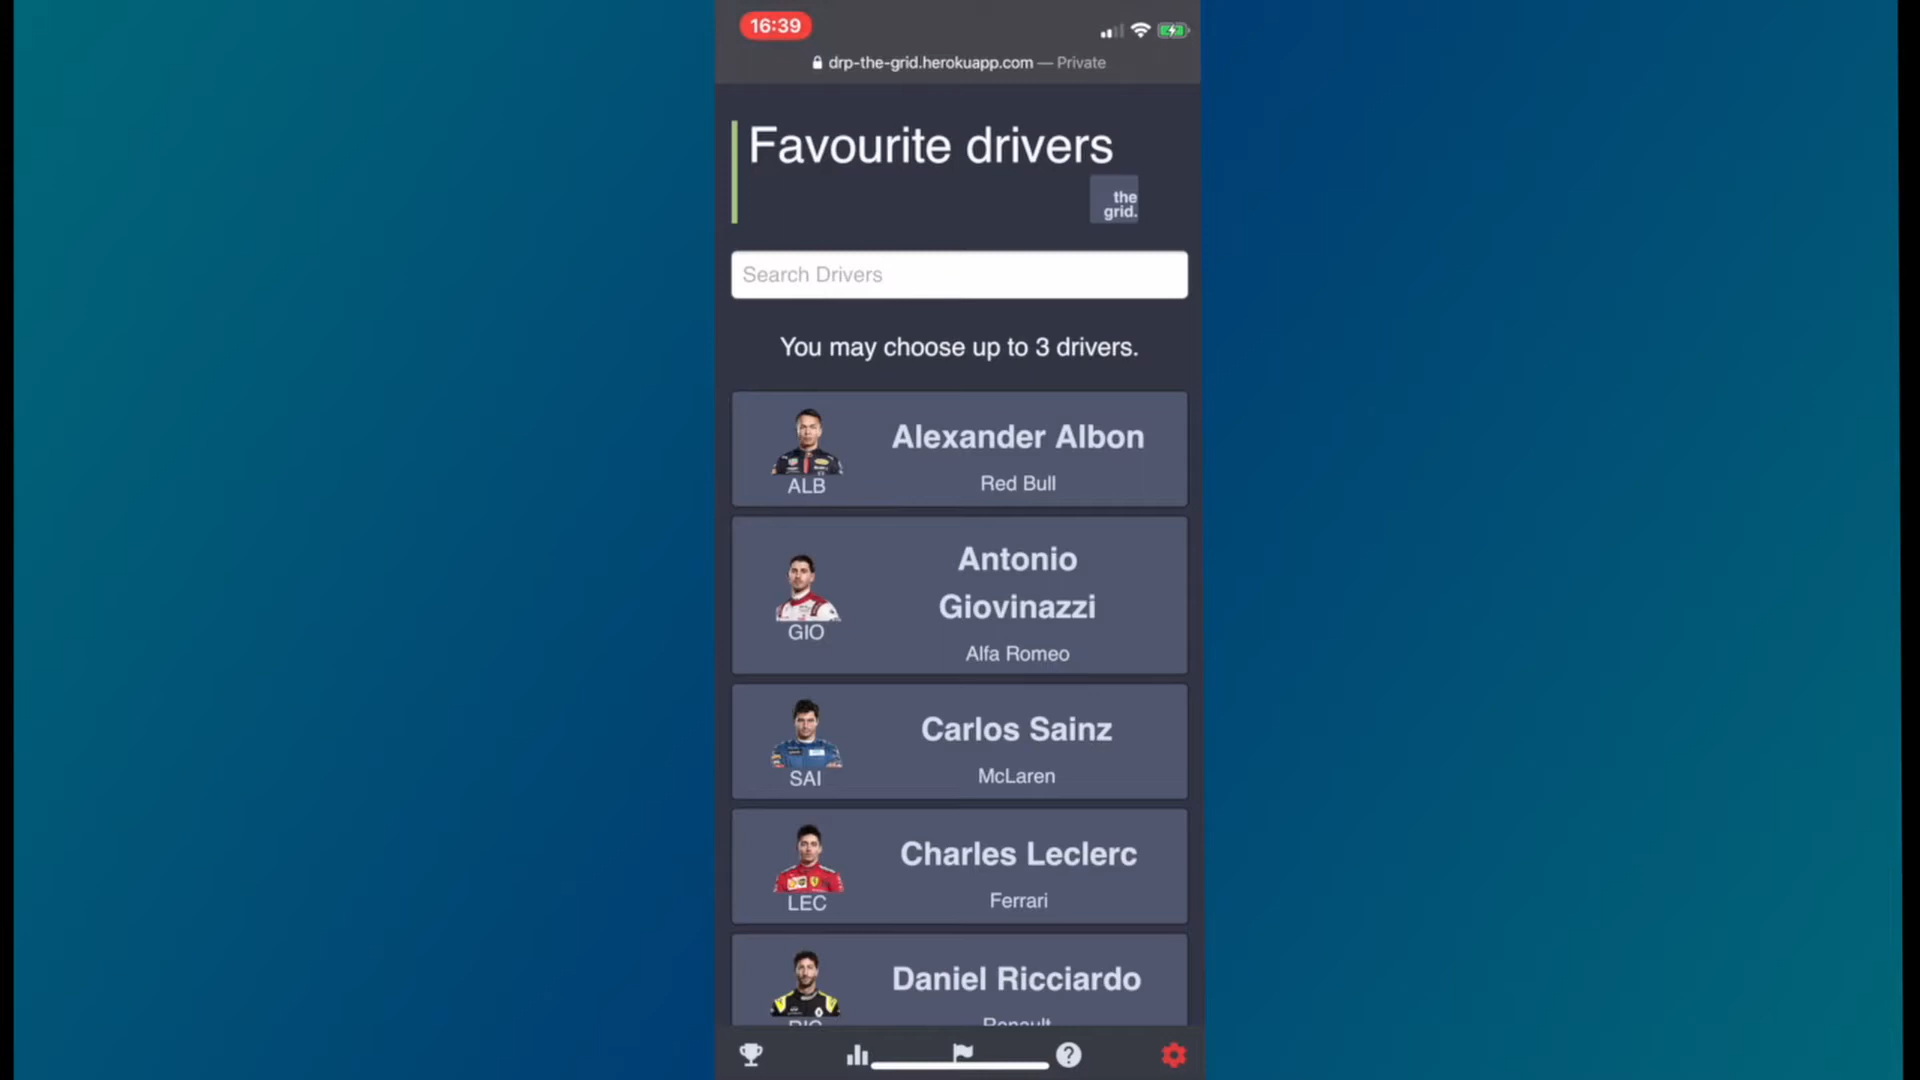 16:39
drp-the-grid.herokuapp.com — Private
Favourite drivers
the
grid.
Search Drivers
You may choose up to 3 drivers.
Alexander Albon
ALB
Red Bull
Antonio
Giovinazzi
GIO
Alfa Romeo
Carlos Sainz
SAI
McLaren
Charles Leclerc
LEC
Ferrari
Daniel Ricciardo
RIC
Renault